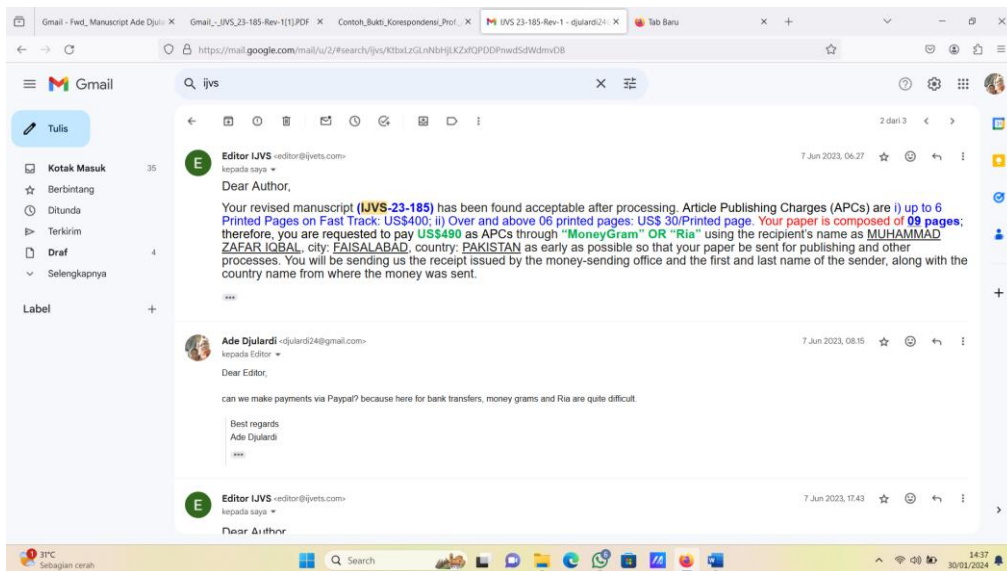 Gmail - Fwd_ Manuscript Ade Djula
Gmail_-_IJVS_23-185-Rev-1[1].PDF
Contoh_Bukti_Korespondensi_Prof_
IJVS 23-185-Rev-1 - djulardi24@
Tab Baru
https://mail.google.com/mail/u/2/#search/ijvs/KtbxLzGLnNbHjLKZxfQPDDPnwdSdWdmvDB
Gmail
ijvs
Tulis
2 dari 3
Kotak Masuk 35
Berbintang
Ditunda
Terkirim
Draf 4
Selengkapnya
Label
E
Editor IJVS <editor@ijvets.com>
7 Jun 2023, 06.27
kepada saya
Dear Author,
Your revised manuscript (IJVS-23-185) has been found acceptable after processing. Article Publishing Charges (APCs) are i) up to 6
Printed Pages on Fast Track: US$400; ii) Over and above 06 printed pages: US$ 30/Printed page. Your paper is composed of 09 pages;
therefore, you are requested to pay US$490 as APCs through “MoneyGram” OR “Ria” using the recipient’s name as MUHAMMAD
ZAFAR IQBAL, city: FAISALABAD, country: PAKISTAN as early as possible so that your paper be sent for publishing and other
processes. You will be sending us the receipt issued by the money-sending office and the first and last name of the sender, along with the
country name from where the money was sent.
Ade Djulardi <djulardi24@gmail.com>
7 Jun 2023, 08.15
kepada Editor
Dear Editor,
can we make payments via Paypal? because here for bank transfers, money grams and Ria are quite difficult
Best regards
Ade Djulardi
E
Editor IJVS <editor@ijvets.com>
7 Jun 2023, 17.43
kepada saya
Dear Author
31°C
Sebagian cerah
Search
14:37
30/01/2024